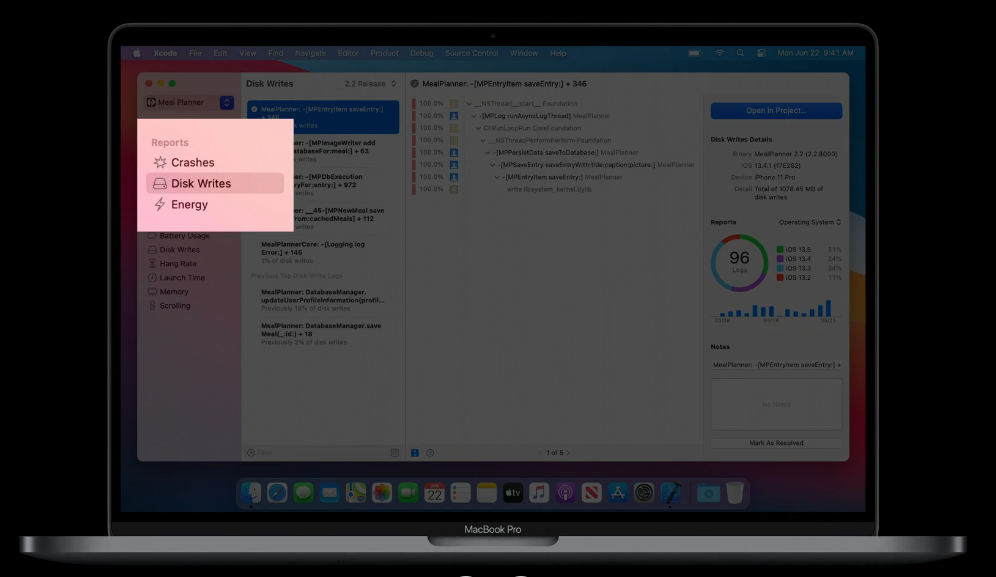 Xcode File Edit View Find Navigate Editor Product Debug Source Control Window Help Mon Jun 22 9:41 AM
Meal Planner
Reports
Crashes
Disk Writes
Energy
Battery Usage
Disk Writes
Hang Rate
Launch Time
Memory
Scrolling
Disk Writes 2.2 Release
MealPlanner: -[MPEntryItem saveEntry:]
+ 346
writes
ner: -[MPImageWriter add
atabaseFor:meal:] + 63
writes
ner: -[MPDbExecution
ryFor:entry:] + 972
writes
ner: __45-[MPNewMeal save
From:cachedMeals] + 112
writes
MealPlannerCore: -[Logging log
Error:] + 145
1% of disk writes
Previous Top Disk Write Logs
MealPlanner: DatabaseManager.
updateUserProfileInformation(profil...
Previously 18% of disk writes
MealPlanner: DatabaseManager.save
Meal(_:id:) + 18
Previously 3% of disk writes
Filter
MealPlanner: -[MPEntryItem saveEntry:] + 346
100.0% __NSThread__start__ Foundation
100.0% -[MPLog runAsyncLogThread] MealPlanner
100.0% CFRunLoopRun CoreFoundation
100.0% __NSThreadPerformPerform Foundation
100.0% -[MPPersistData saveToDatabase:] MealPlanner
100.0% -[MPSaveEntry saveEntryWith:title:caption:picture:] MealPlanner
100.0% -[MPEntryItem saveEntry:] MealPlanner
100.0% write libsystem_kernel.dylib
1 of 8
Open in Project...
Disk Writes Details
Binary MealPlanner 2.2 (2.2.8000)
iOS 13.4.1 (17E262)
Device iPhone 11 Pro
Detail Total of 1078.45 MB of
disk writes
Reports Operating System
96
Logs
iOS 13.5 31%
iOS 13.4 24%
iOS 13.3 24%
iOS 13.2 11%
Notes
MealPlanner: -[MPEntryItem saveEntry:] +
No Notes
Mark As Resolved
JUN
22
tv
MacBook Pro